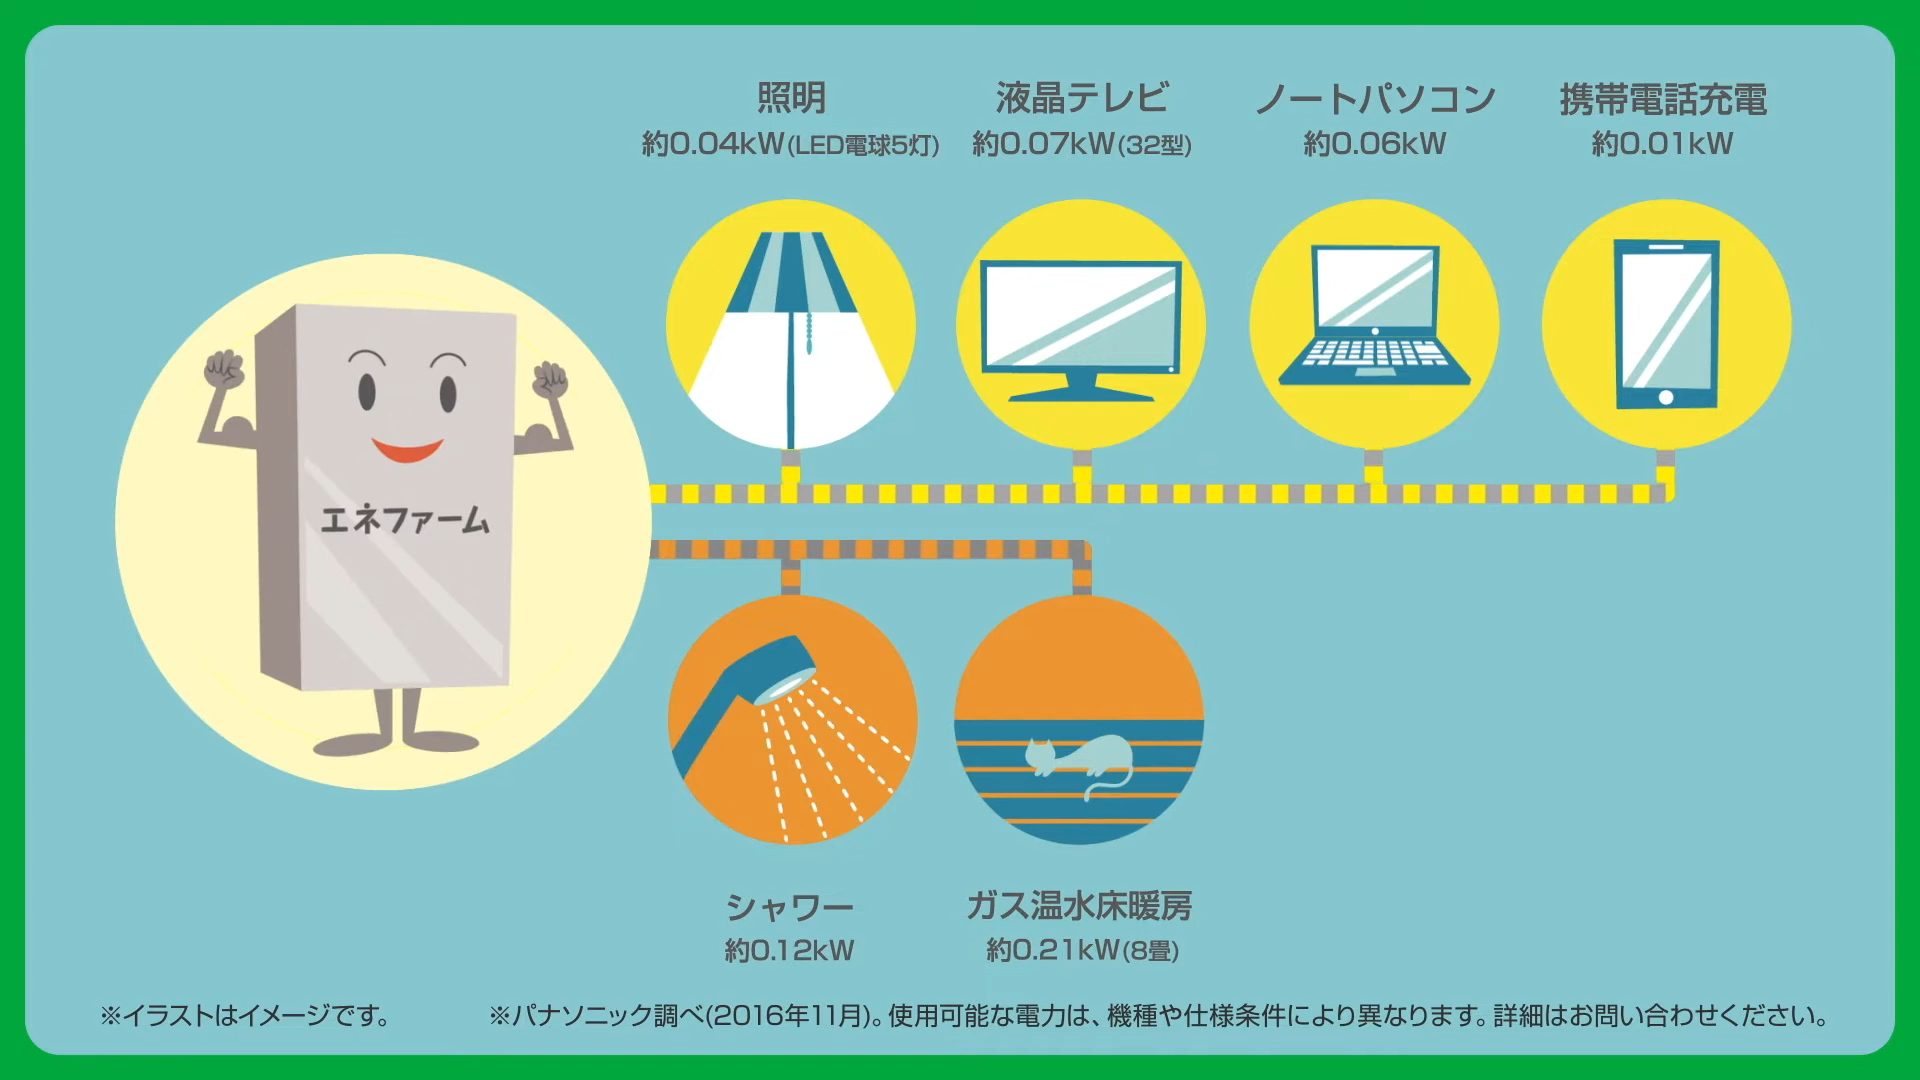 照明
約0.04kW(LED電球5灯)
液晶テレビ
約0.07kW(32型)
ノートパソコン
約0.06kW
携帯電話充電
約0.01kW
エネファーム
シャワー
約0.12kW
ガス温水床暖房
約0.21kW(8畳)
※イラストはイメージです。
※パナソニック調べ(2016年11月)。使用可能な電力は、機種や仕様条件により異なります。詳細はお問い合わせください。